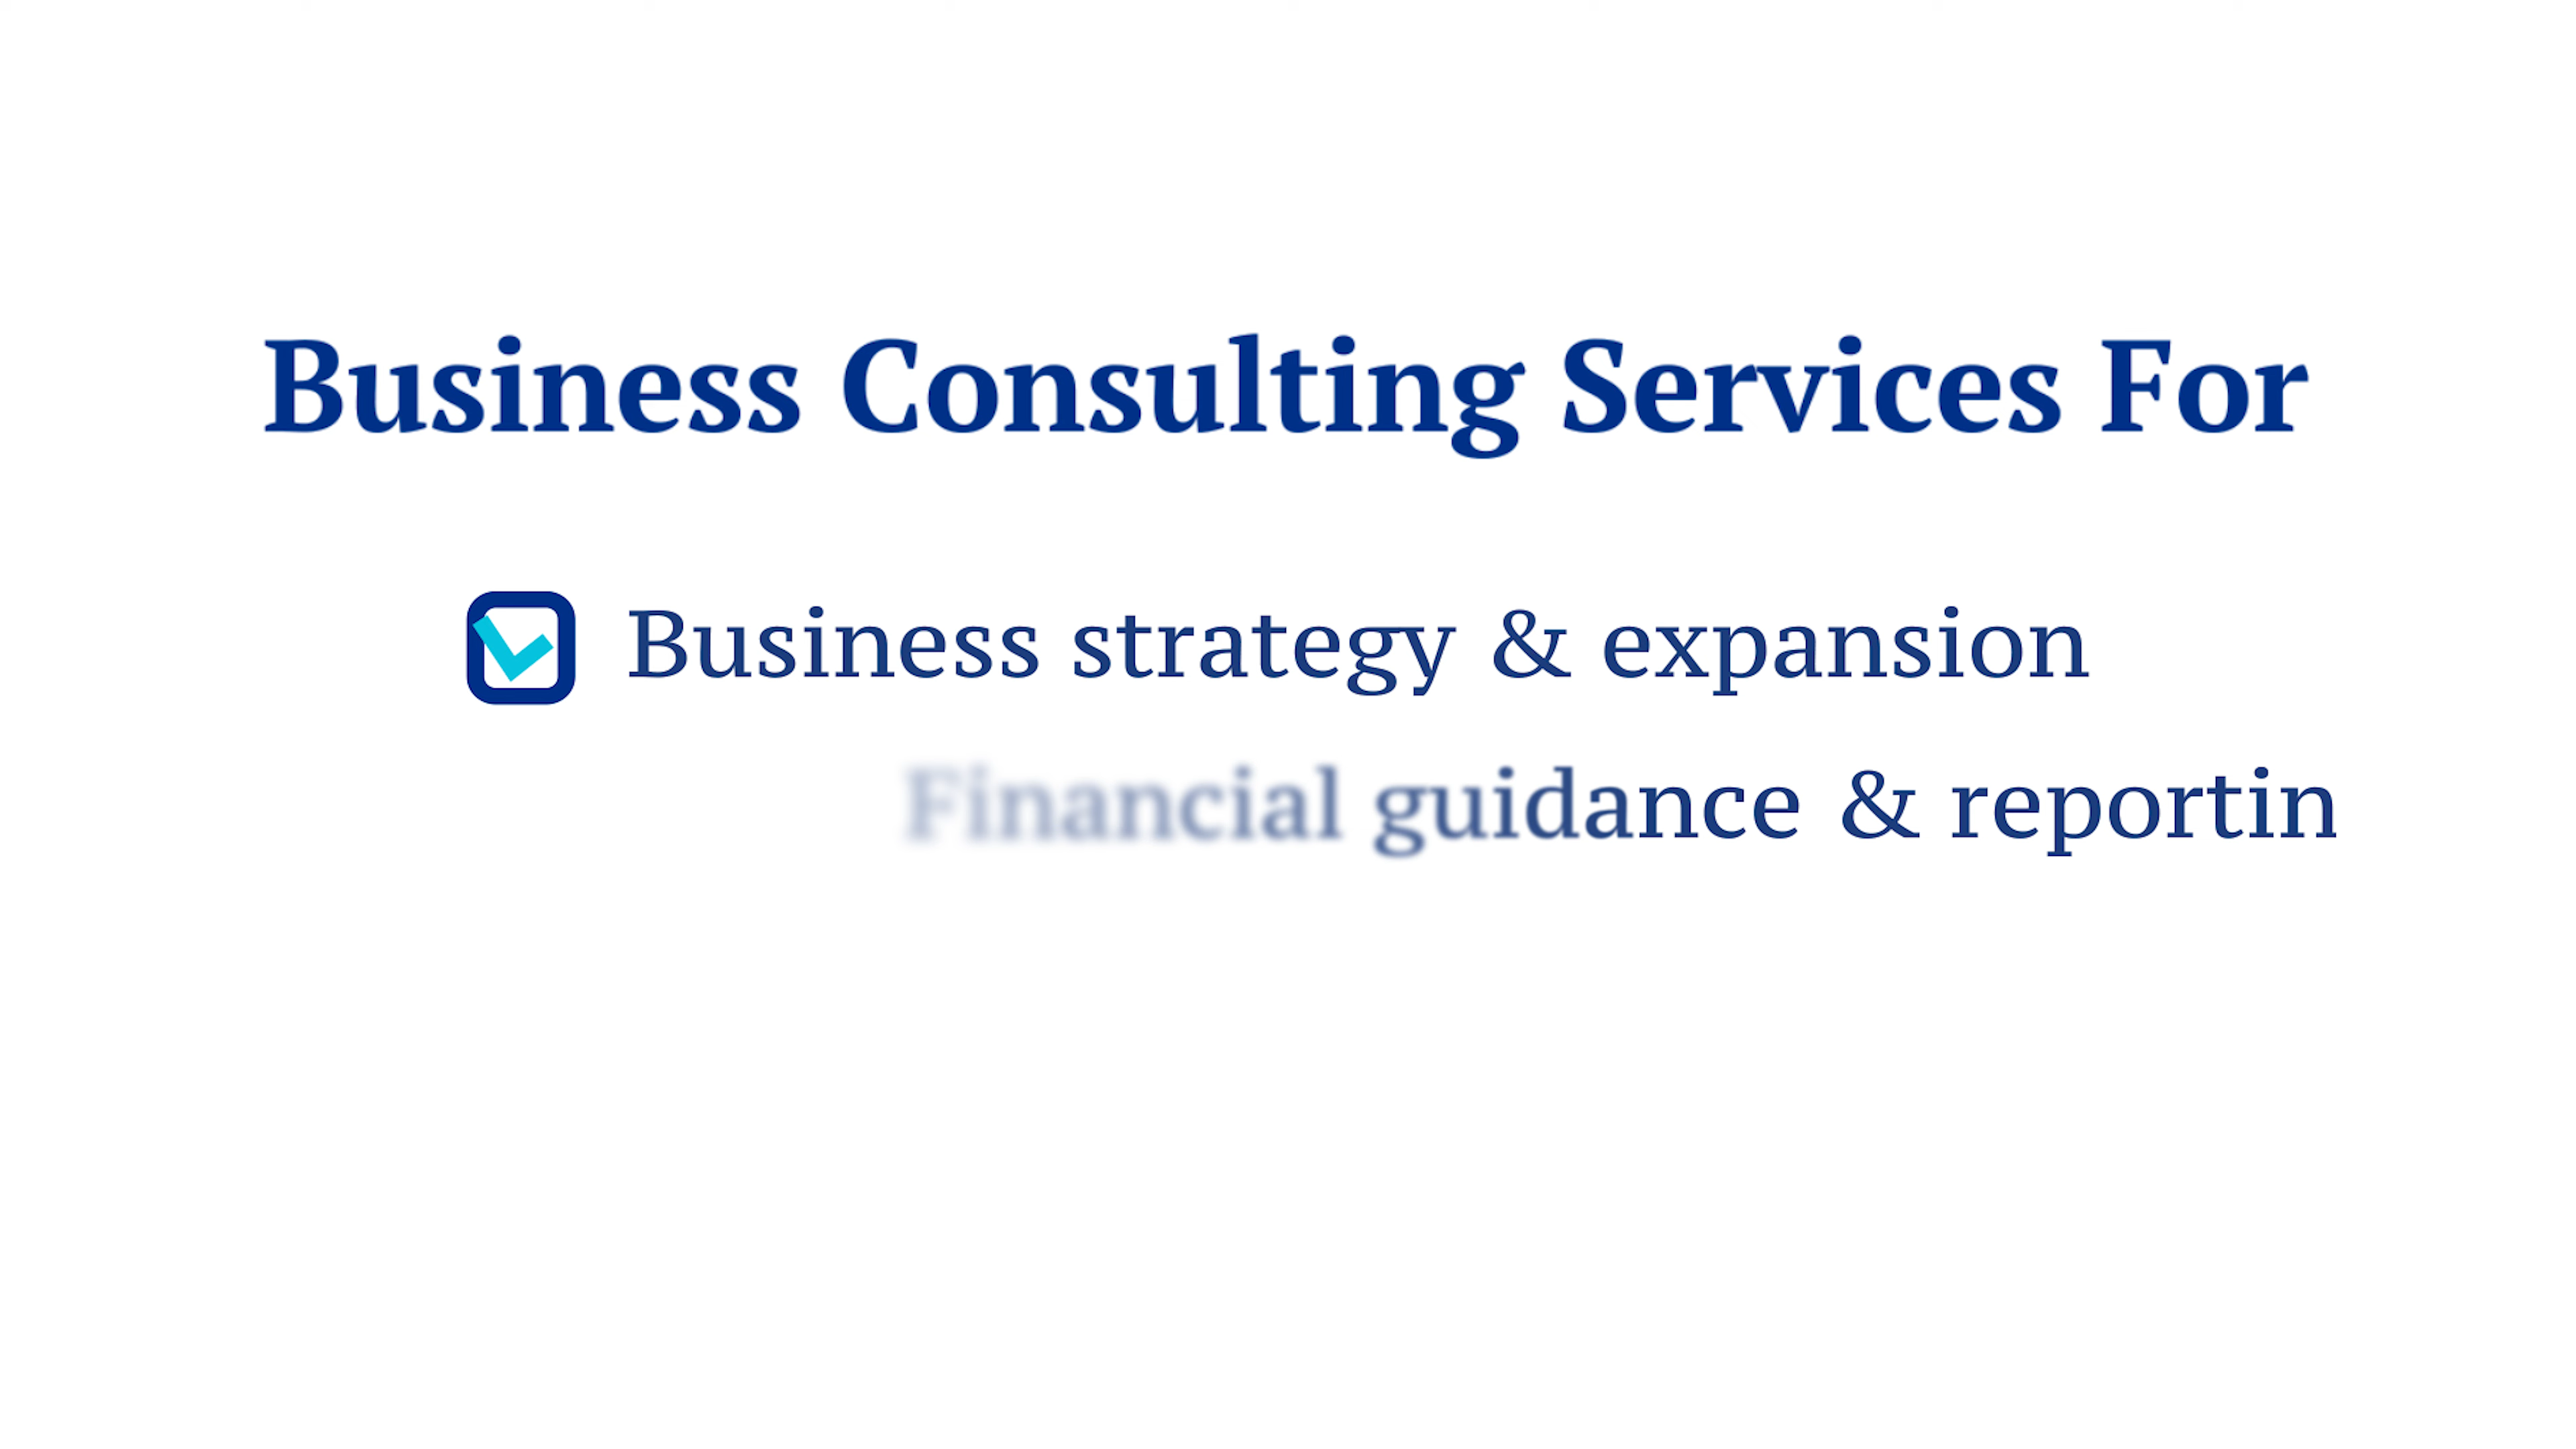 Business Consulting Services For
Business strategy & expansion
Financial guidance & reportin